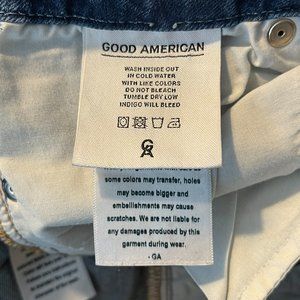 GOOD AMERICAN
WASH INSIDE OUT
IN COLD WATER
WITH LIKE COLORS
DO NOT BLEACH
TUMBLE DRY LOW
INDIGO WILL BLEED
GA
some colors may transfer, holes
may become bigger and
embellishments may cause
scratches. We are not liable for
any damages produced by this
garment during wear.
- GA